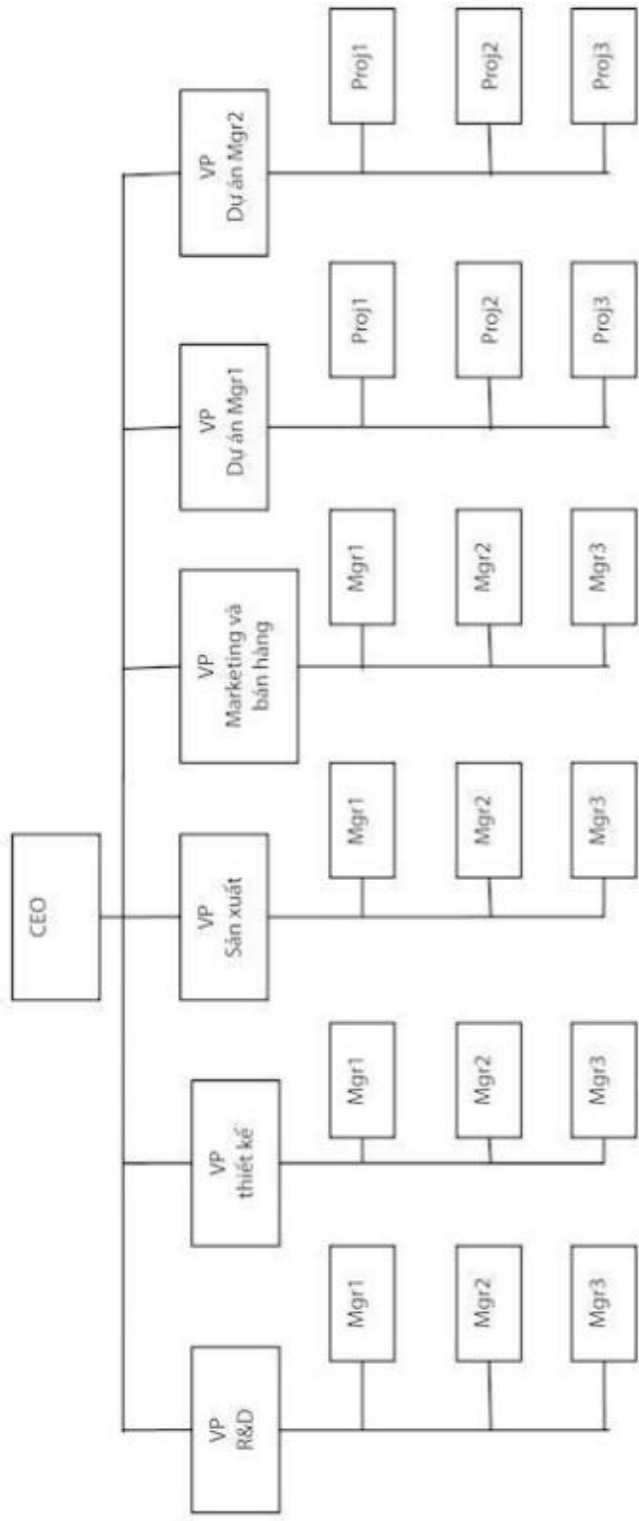 CEO
VP
R&D
VP
thiết kế
VP
Sản xuất
VP
Marketing và
bán hàng
VP
Dự án Mgr1
VP
Dự án Mgr2
Mgr1
Mgr1
Mgr1
Mgr1
Proj1
Proj1
Mgr2
Mgr2
Mgr2
Mgr2
Proj2
Proj2
Mgr3
Mgr3
Mgr3
Mgr3
Proj3
Proj3